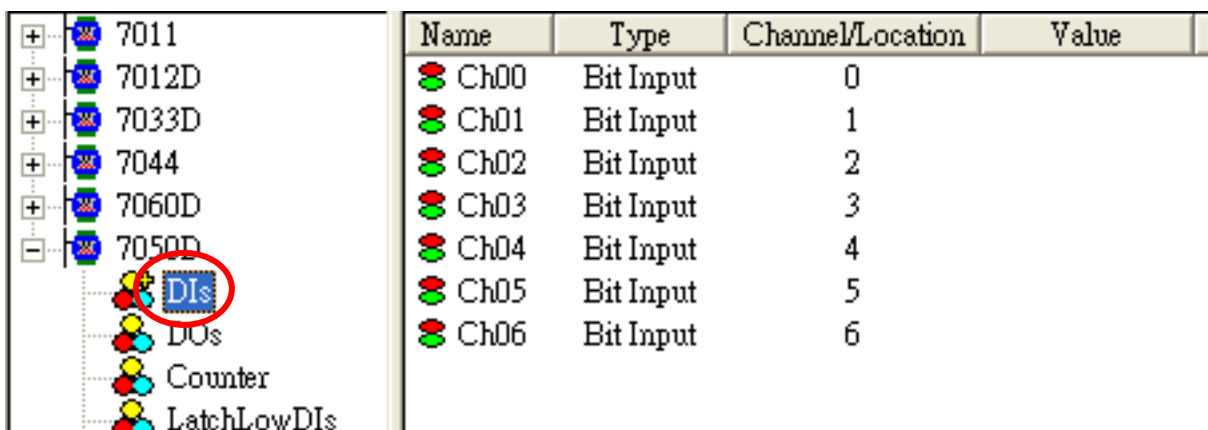 7011
7012D
7033D
7044
7060D
7050D
DIs
DOs
Counter
LatchLowDIs
Name Type Channel/Location Value
Ch00 Bit Input 0
Ch01 Bit Input 1
Ch02 Bit Input 2
Ch03 Bit Input 3
Ch04 Bit Input 4
Ch05 Bit Input 5
Ch06 Bit Input 6